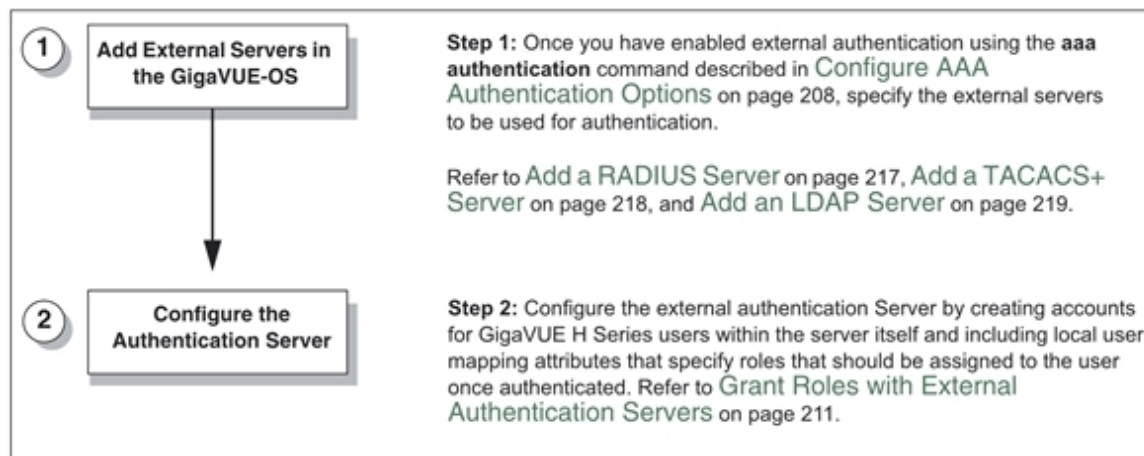 1
Add External Servers in
the GigaVUE-OS
Step 1: Once you have enabled external authentication using the aaa
authentication command described in Configure AAA
Authentication Options on page 208, specify the external servers
to be used for authentication.
Refer to Add a RADIUS Server on page 217, Add a TACACS+
Server on page 218, and Add an LDAP Server on page 219.
2
Configure the
Authentication Server
Step 2: Configure the external authentication Server by creating accounts
for GigaVUE H Series users within the server itself and including local user
mapping attributes that specify roles that should be assigned to the user
once authenticated. Refer to Grant Roles with External
Authentication Servers on page 211.